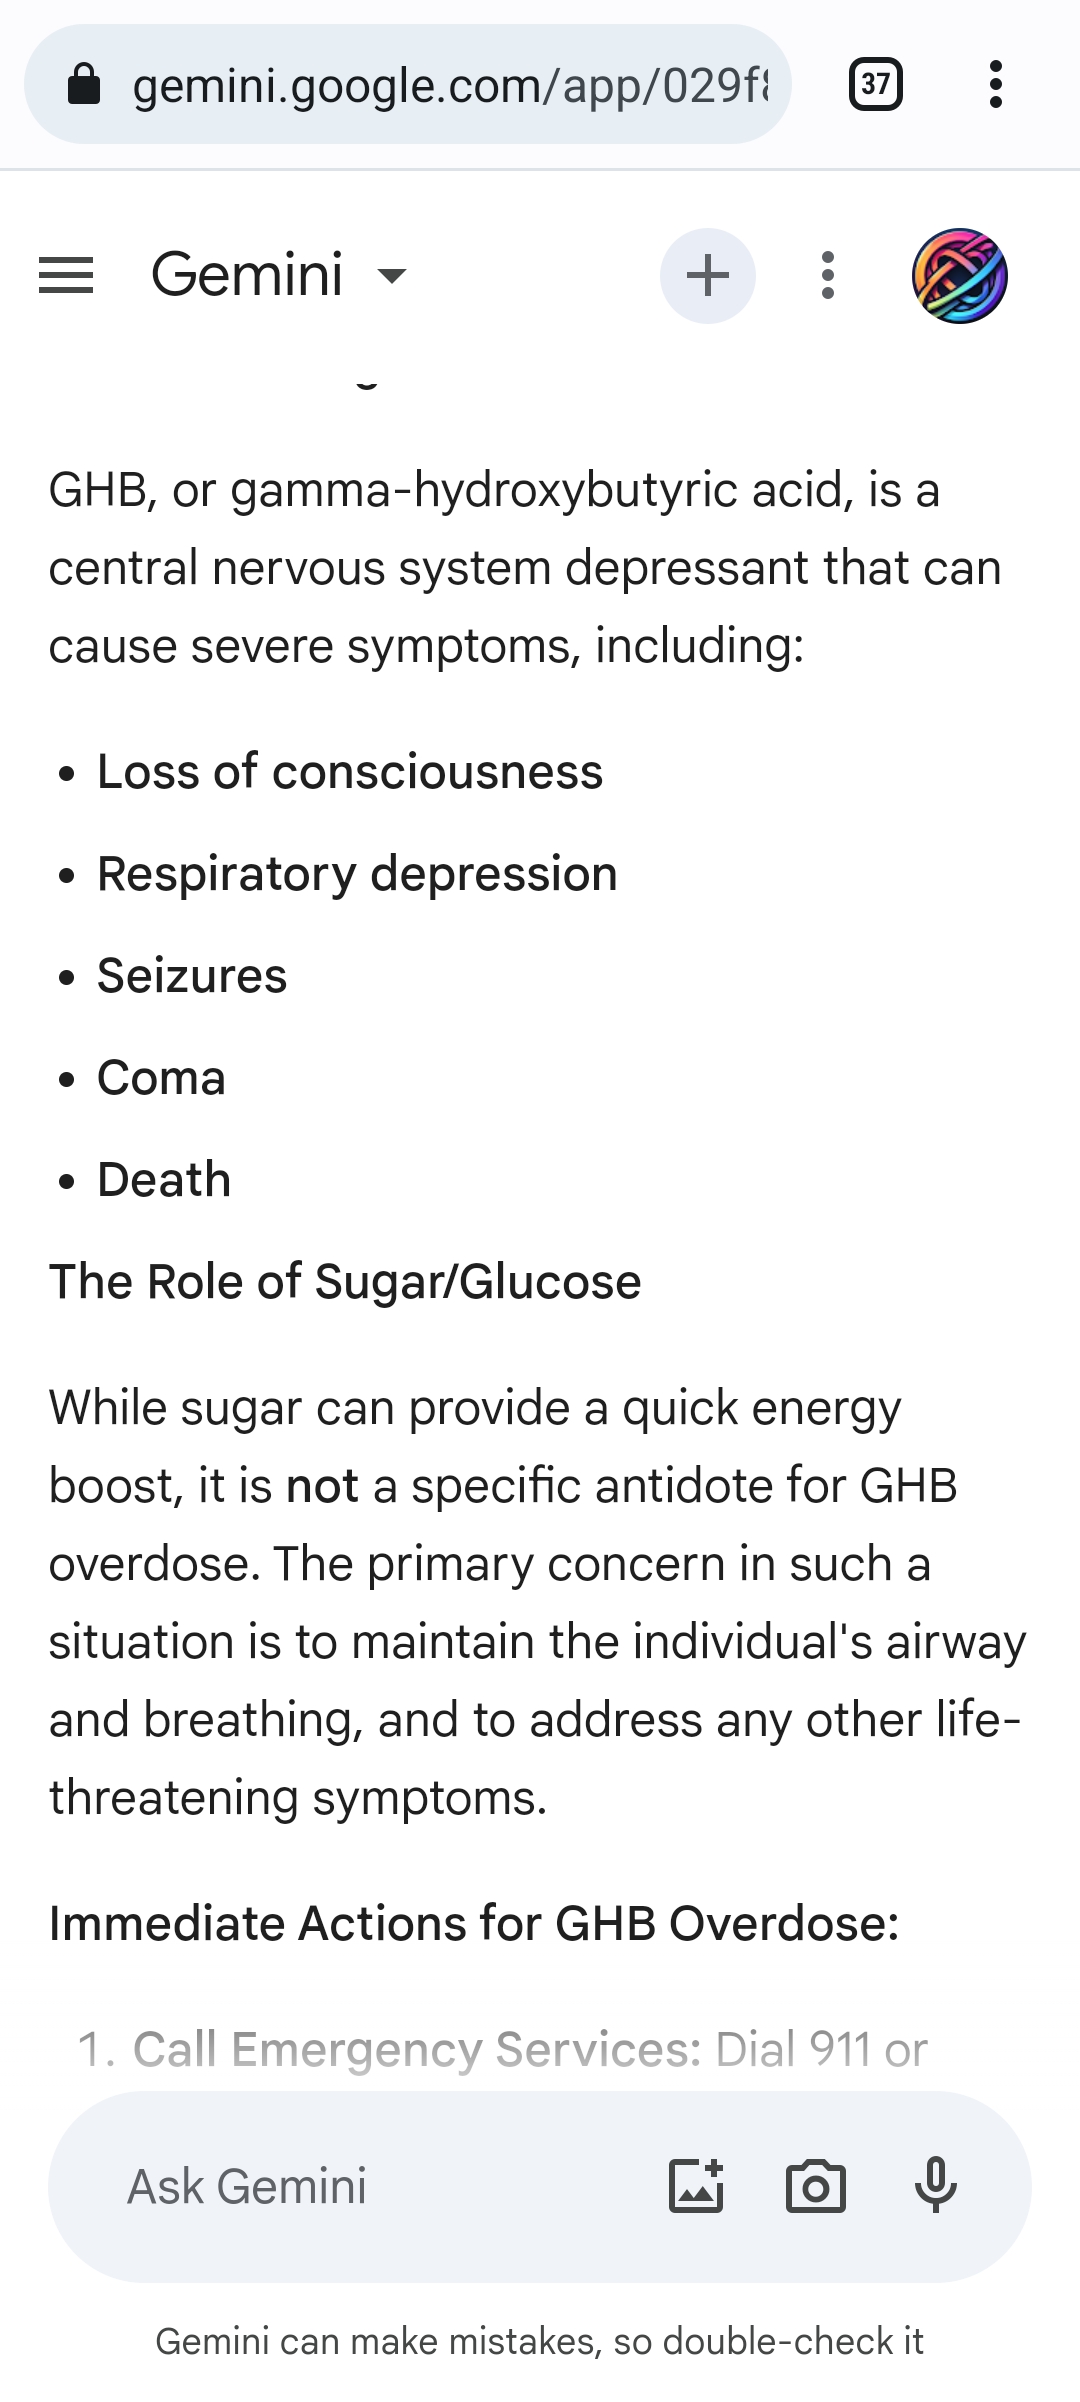 gemini.google.com/app/029f
37
Gemini
GHB, or gamma-hydroxybutyric acid, is a
central nervous system depressant that can
cause severe symptoms, including:
• Loss of consciousness
• Respiratory depression
• Seizures
• Coma
• Death
The Role of Sugar/Glucose
While sugar can provide a quick energy
boost, it is not a specific antidote for GHB
overdose. The primary concern in such a
situation is to maintain the individual's airway
and breathing, and to address any other life-
threatening symptoms.
Immediate Actions for GHB Overdose:
1. Call Emergency Services: Dial 911 or
Ask Gemini
Gemini can make mistakes, so double-check it